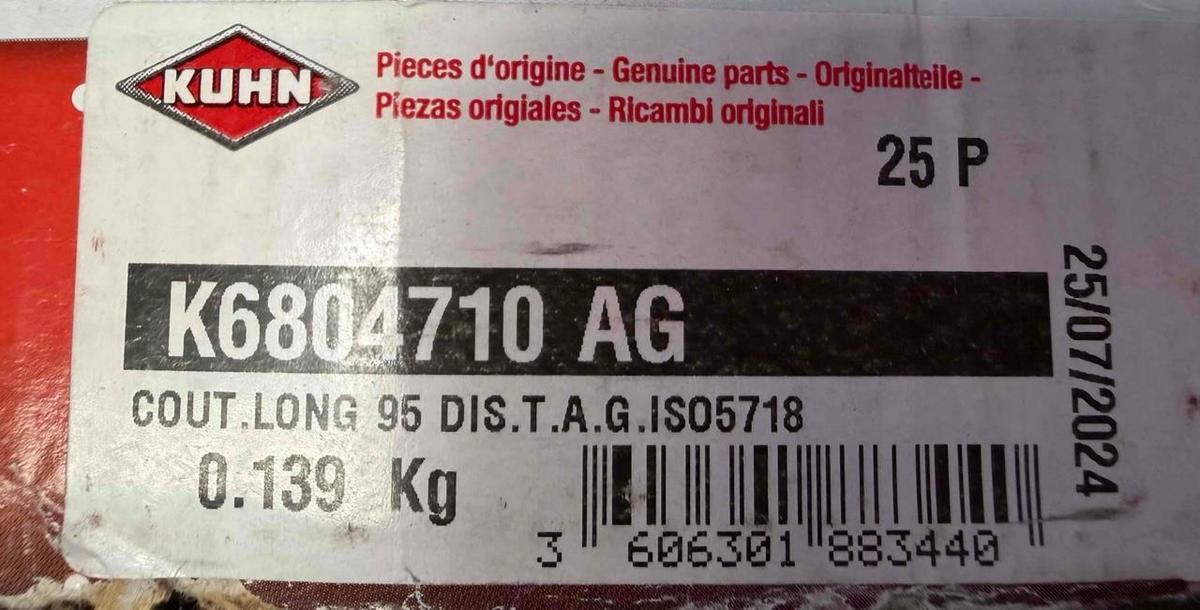 KUHN
Pieces d'origine - Genuine parts - Originalteile -
Piezas origiales - Ricambi originali
25 P
K6804710 AG
25/07/2024
COUT.LONG 95 DIS.T.A.G.ISO5718
0.139 Kg
3 606301 883440